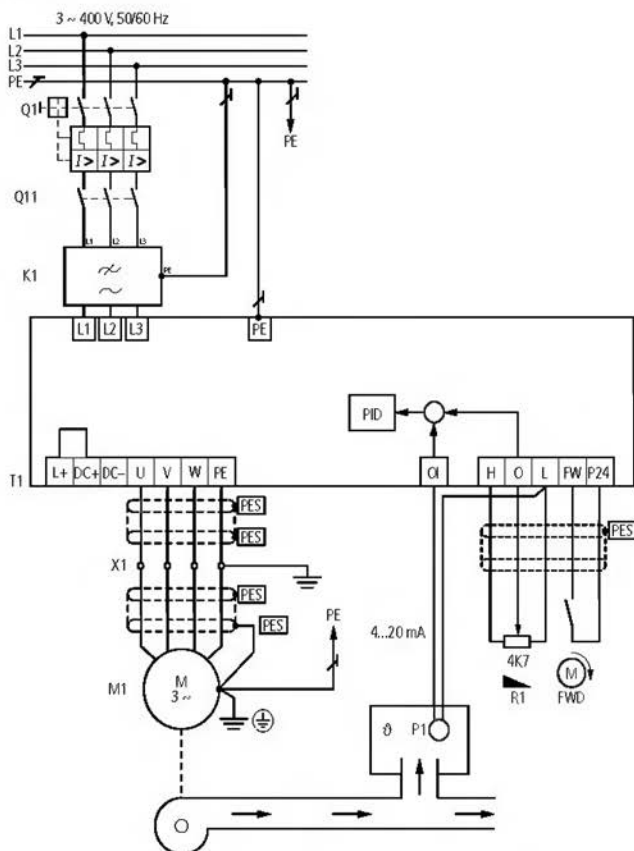 3 ~ 400 V, 50/60 Hz
L1
L2
L3
PE
Q1
PE
I > I > I >
Q11
L1 L2 L3
K1
PE
L1 L2 L3 PE
PID
T1
L+ DC+ DC– U V W PE OI H O L FW P24
PES
PES
PES
X1
PES
PES
PE
4...20 mA
4K7
R1
M
FWD
M1
M
3 ~
ϑ P1